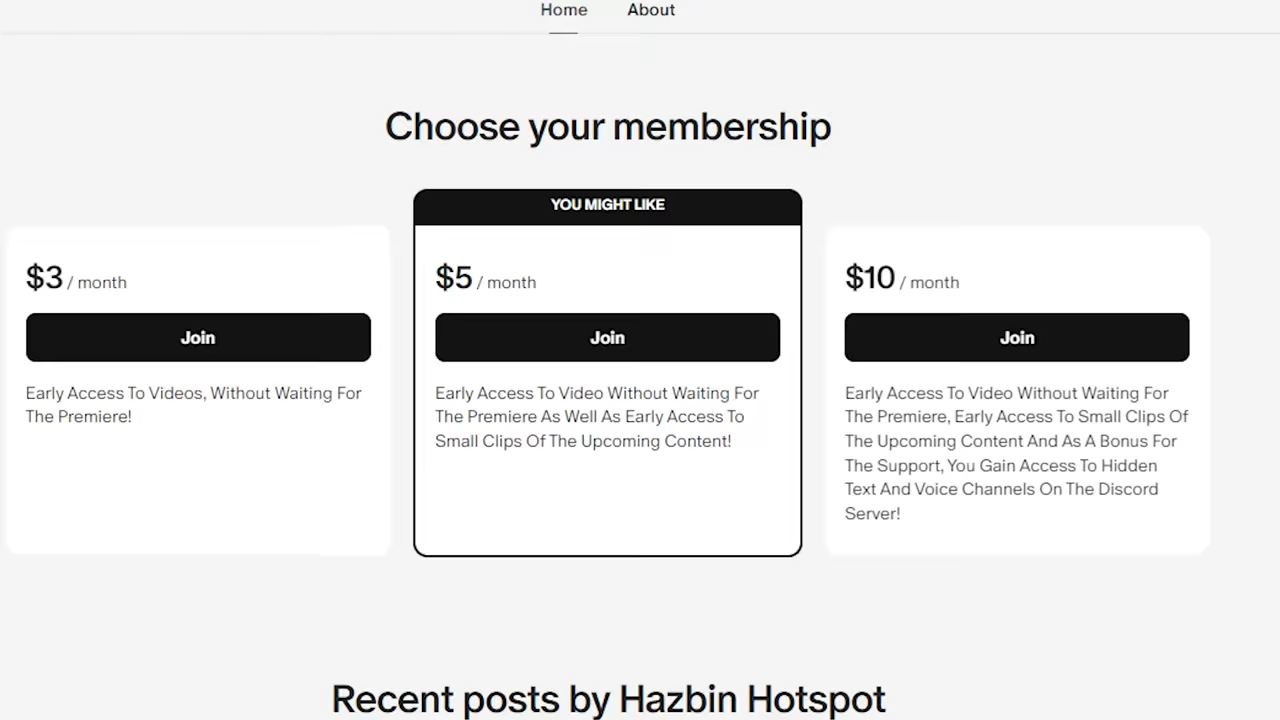 Home About
Choose your membership
YOU MIGHT LIKE
$3 / month
Join
Early Access To Videos, Without Waiting For
The Premiere!
$5 / month
Join
Early Access To Video Without Waiting For
The Premiere As Well As Early Access To
Small Clips Of The Upcoming Content!
$10 / month
Join
Early Access To Video Without Waiting For
The Premiere, Early Access To Small Clips Of
The Upcoming Content And As A Bonus For
The Support, You Gain Access To Hidden
Text And Voice Channels On The Discord
Server!
Recent posts by Hazbin Hotspot